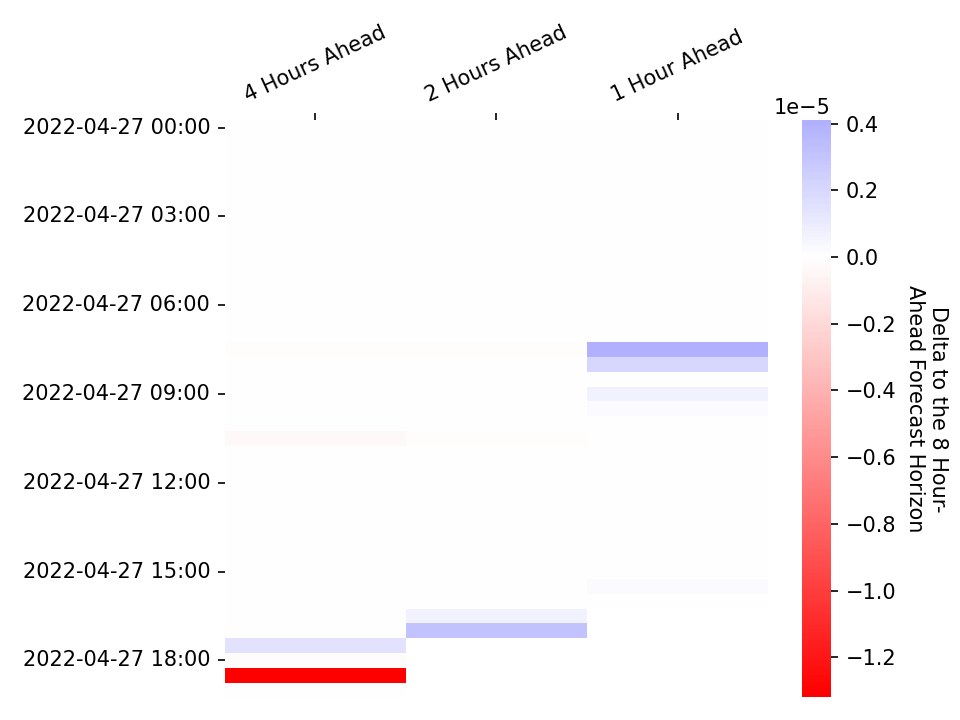 4 Hours Ahead
2 Hours Ahead
1 Hour Ahead
1e−5
2022-04-27 00:00
2022-04-27 03:00
2022-04-27 06:00
2022-04-27 09:00
2022-04-27 12:00
2022-04-27 15:00
2022-04-27 18:00
0.4
0.2
0.0
−0.2
−0.4
−0.6
−0.8
−1.0
−1.2
Delta to the 8 Hour-
Ahead Forecast Horizon